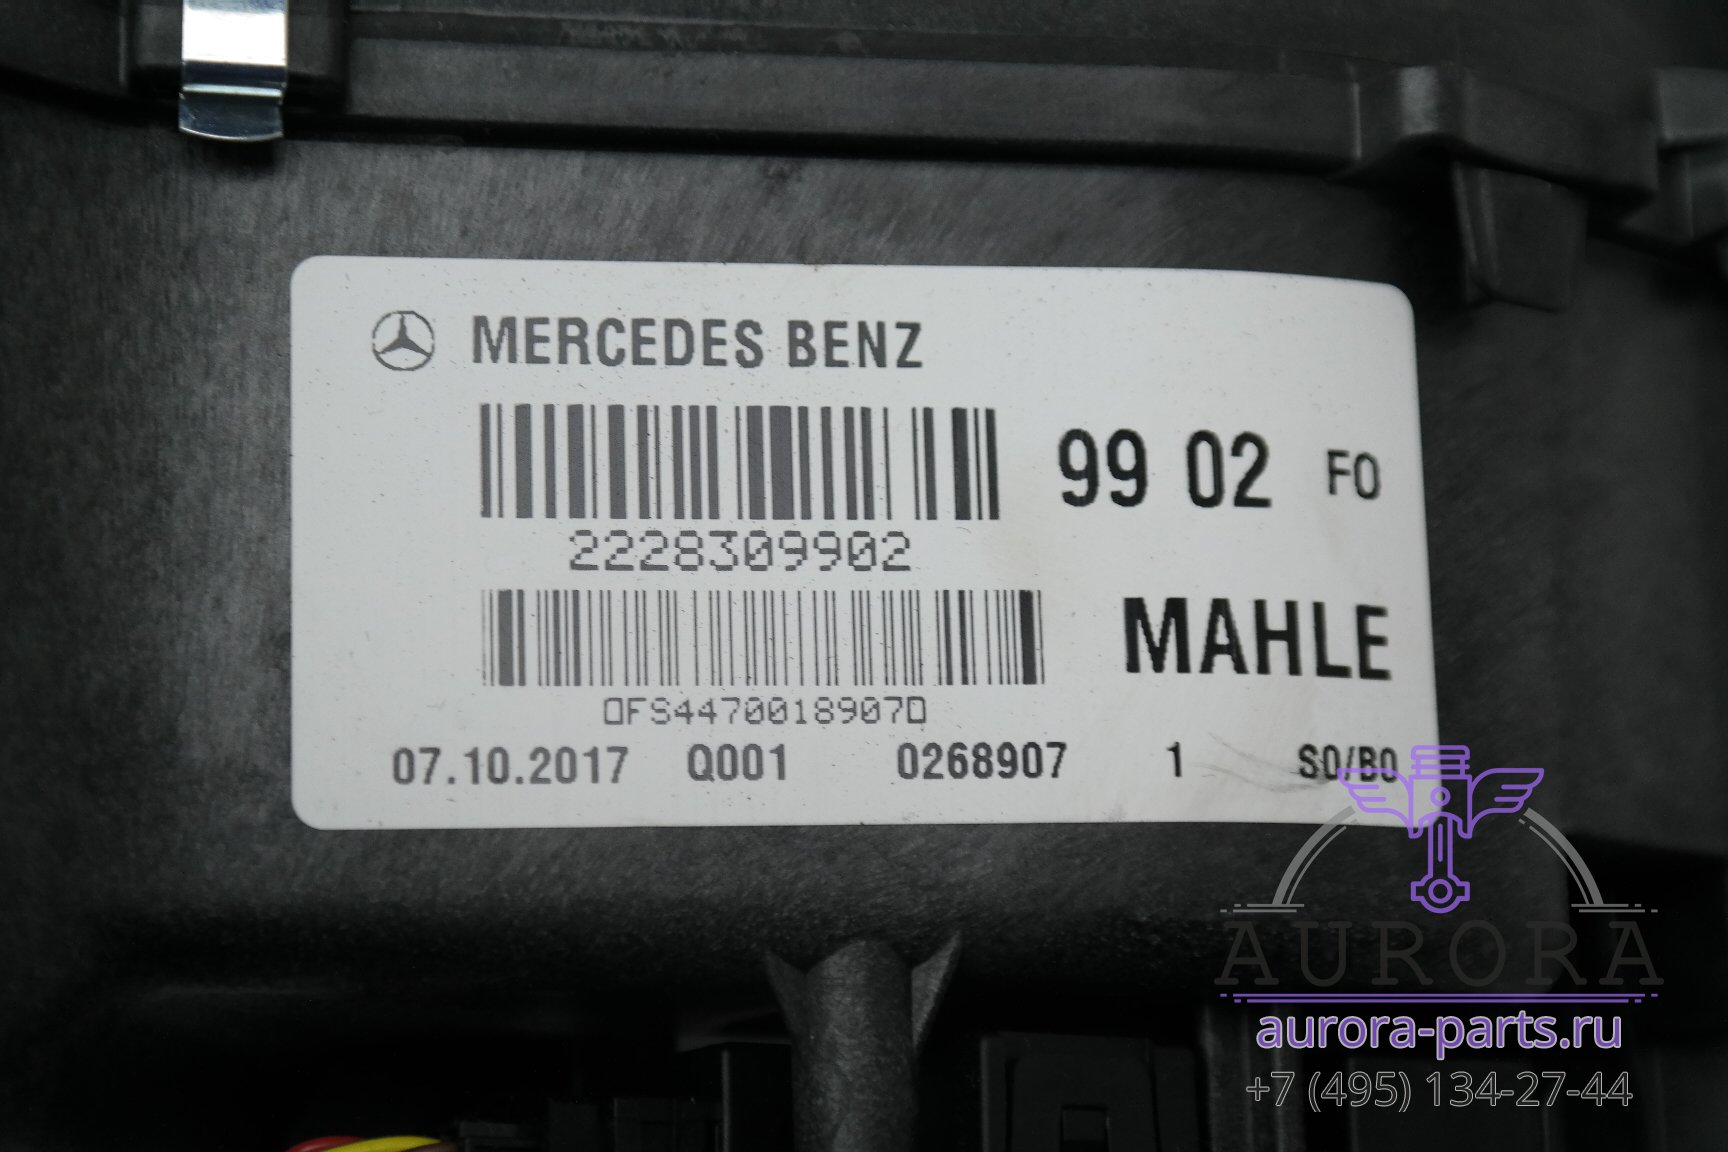 MERCEDES BENZ
99 02 FO
2228309902
MAHLE
0FS44700189070
07.10.2017 Q001 0268907 1 SO/BO
AURORA
aurora-parts.ru
+7 (495) 134-27-44